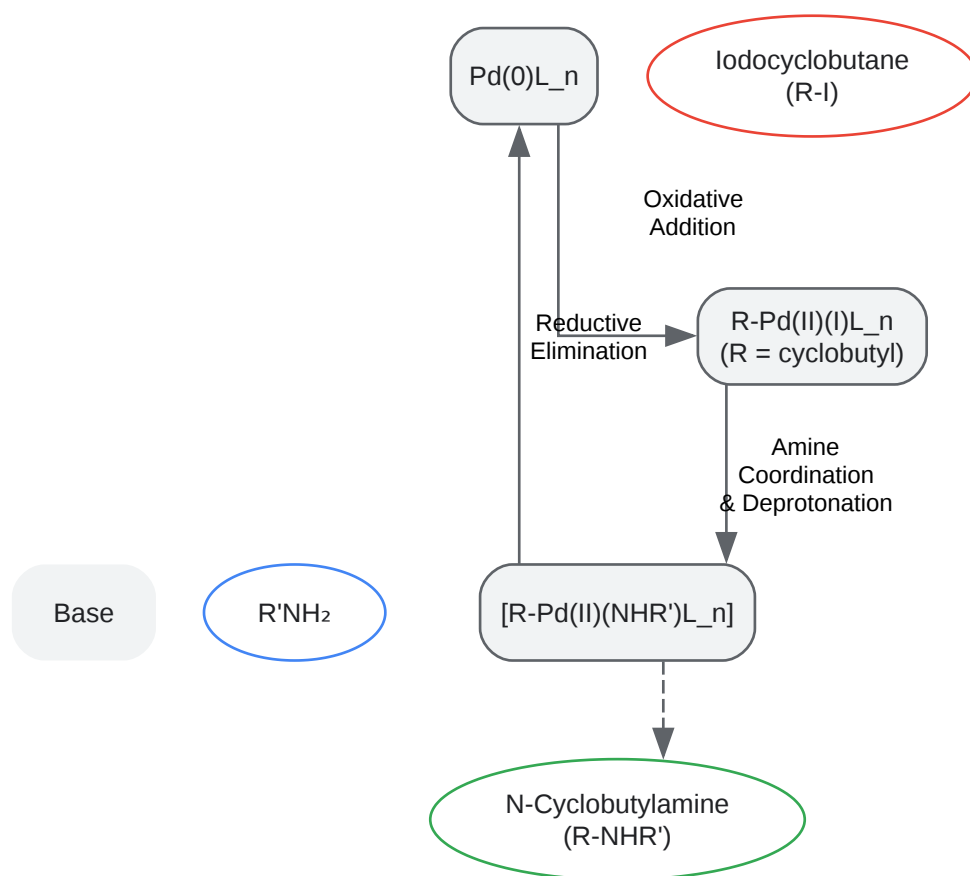 Pd(0)L_n
Iodocyclobutane
(R-I)
Oxidative
Addition
Reductive
Elimination
R-Pd(II)(I)L_n
(R = cyclobutyl)
Amine
Coordination
& Deprotonation
Base
R'NH₂
[R-Pd(II)(NHR')L_n]
N-Cyclobutylamine
(R-NHR')